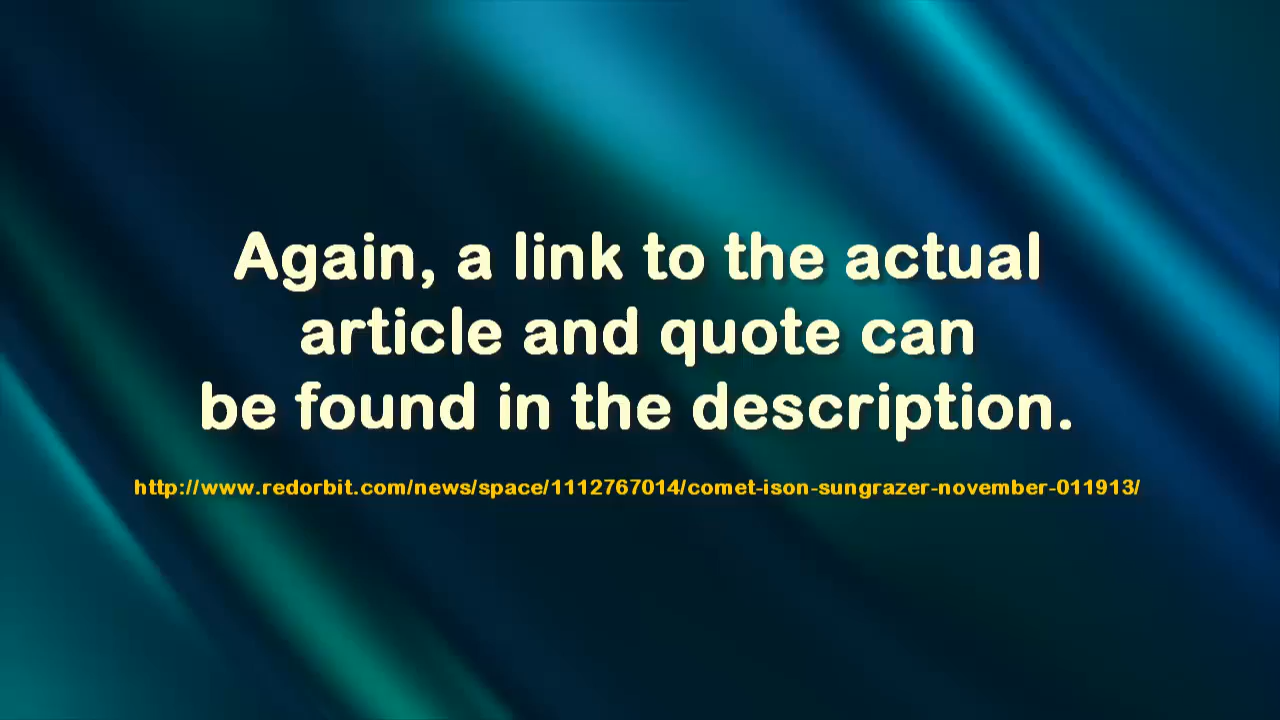 Again, a link to the actual
article and quote can
be found in the description.
http://www.redorbit.com/news/space/1112767014/comet-ison-sungrazer-november-011913/